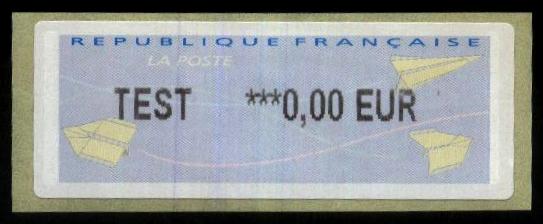 REPUBLIQUE FRANÇAISE
LA POSTE
TEST ***0,00 EUR